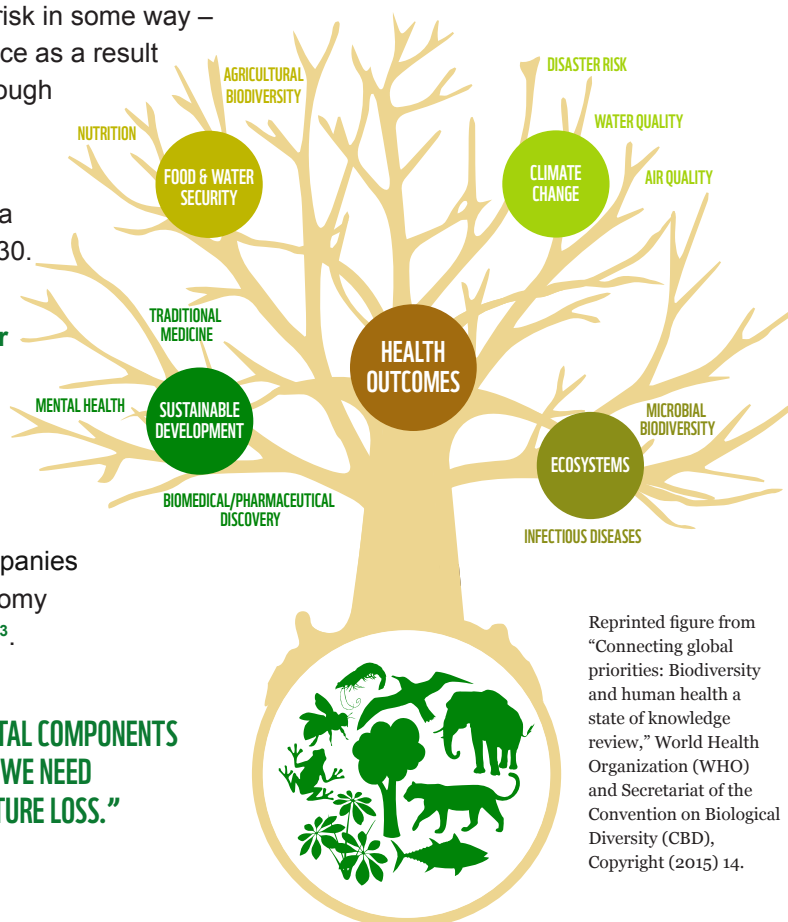 risk in some way –
ce as a result
ough
a
30.
r
panies
omy
3.
TAL COMPONENTS
WE NEED
TURE LOSS.”
AGRICULTURAL
BIODIVERSITY
NUTRITION
FOOD & WATER
SECURITY
DISASTER RISK
WATER QUALITY
CLIMATE
CHANGE
AIR QUALITY
TRADITIONAL
MEDICINE
HEALTH
OUTCOMES
MENTAL HEALTH
SUSTAINABLE
DEVELOPMENT
MICROBIAL
BIODIVERSITY
ECOSYSTEMS
BIOMEDICAL/PHARMACEUTICAL
DISCOVERY
INFECTIOUS DISEASES
Reprinted figure from
“Connecting global
priorities: Biodiversity
and human health a
state of knowledge
review,” World Health
Organization (WHO)
and Secretariat of the
Convention on Biological
Diversity (CBD),
Copyright (2015) 14.